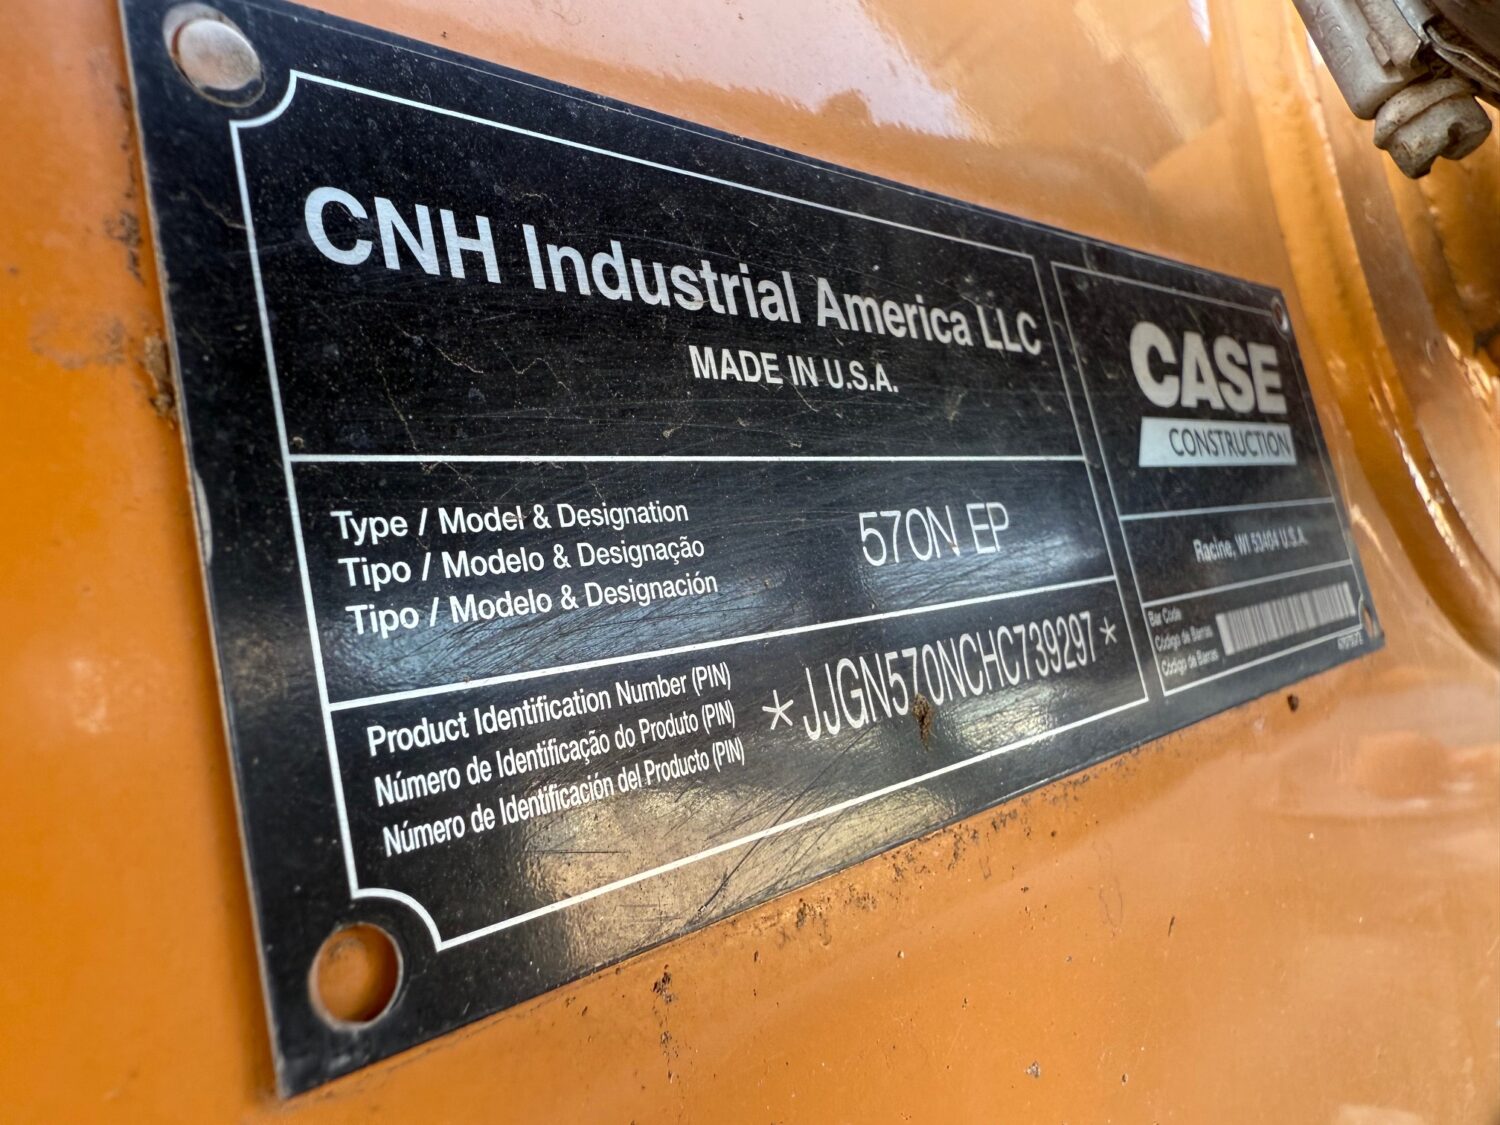 CNH Industrial America LLC
MADE IN U.S.A.
CASE
CONSTRUCTION
Racine, WI 53404 U.S.A.
Type / Model & Designation
Tipo / Modelo & Designação
Tipo / Modelo & Designación
570N EP
Product Identification Number (PIN)
Número de Identificação do Produto (PIN)
Número de Identificación del Producto (PIN)
*JJGN570NCHC739297*
Bar Code
Código de Barras
Código de Barras